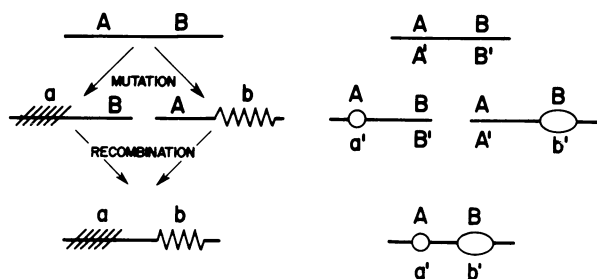 A B
MUTATION
a B A b
RECOMBINATION
a b
A B
A' B'
A B A B
a' B' A' b'
A B
a' b'